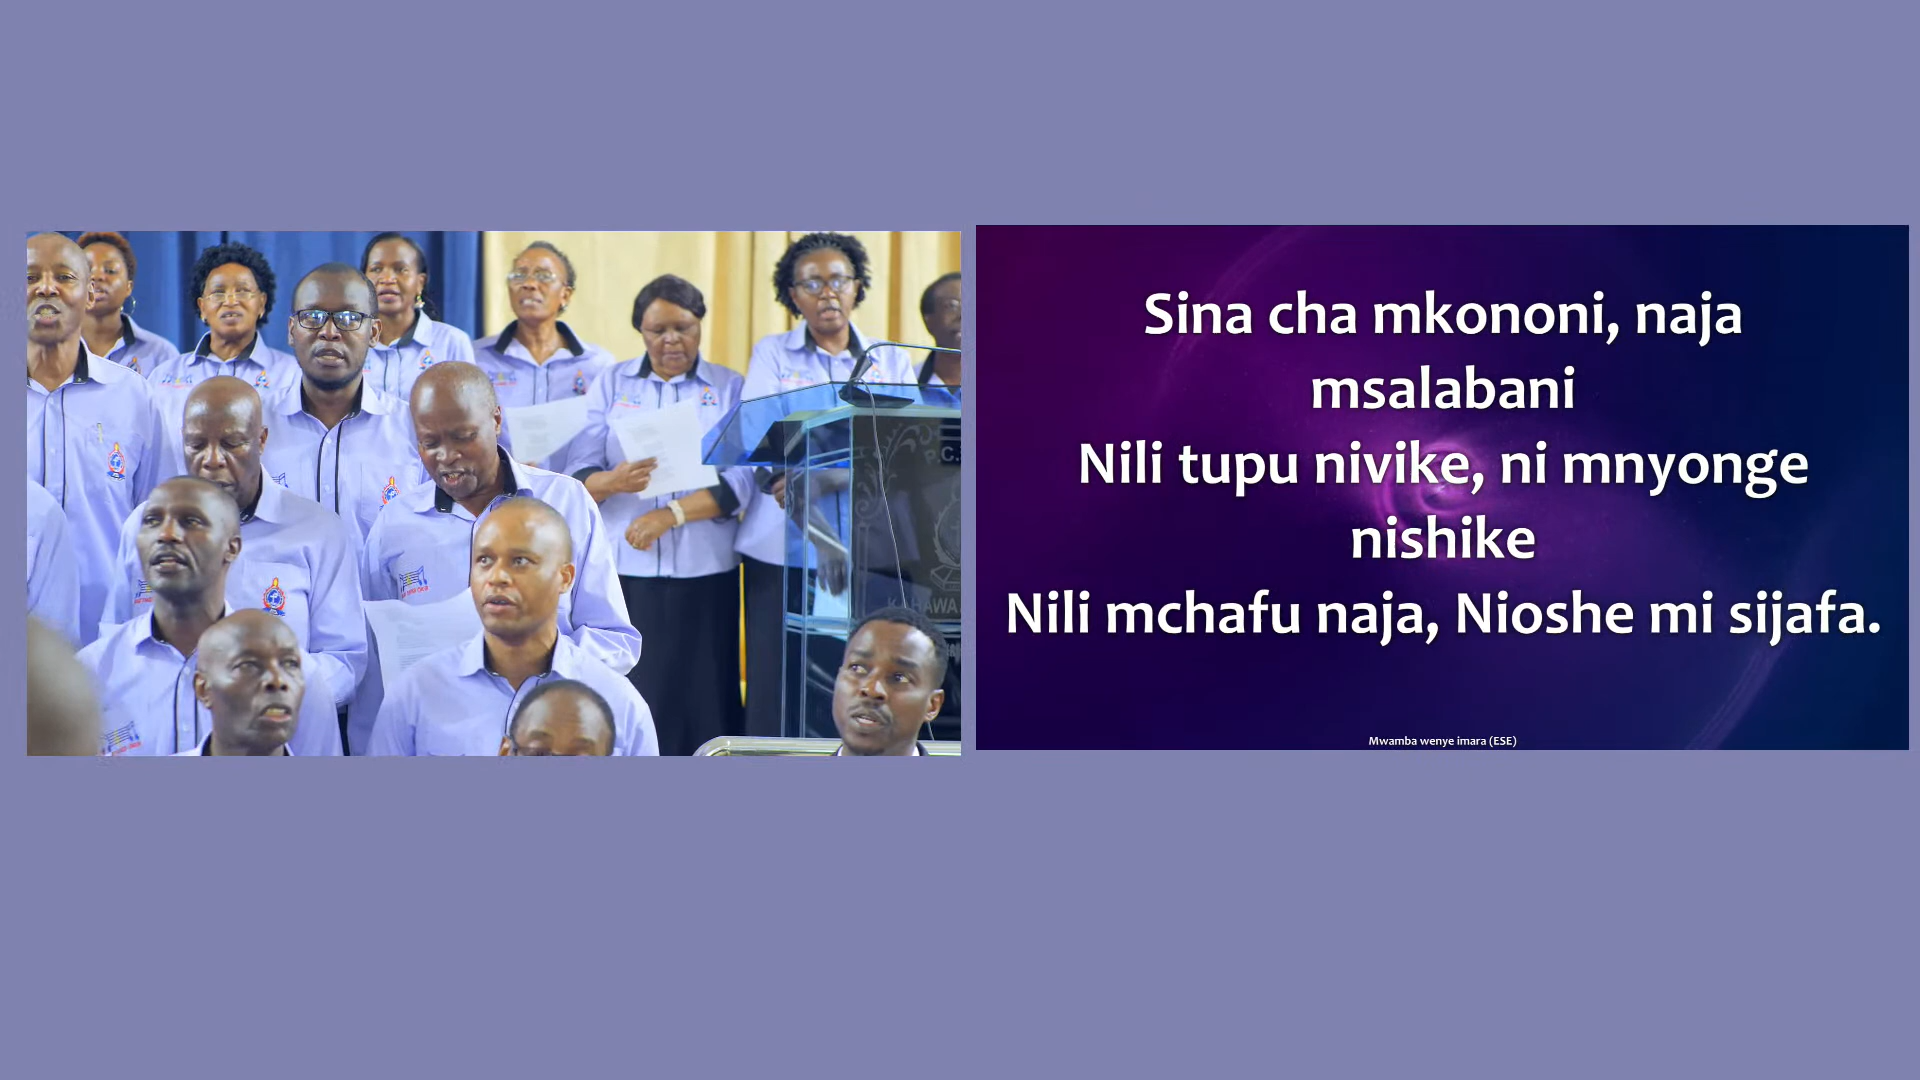 P.C.
KAHAWA
Sina cha mkononi, naja
msalabani
Nili tupu nivike, ni mnyonge
nishike
Nili mchafu naja, Nioshe mi sijafa.
Mwamba wenye imara (ESE)